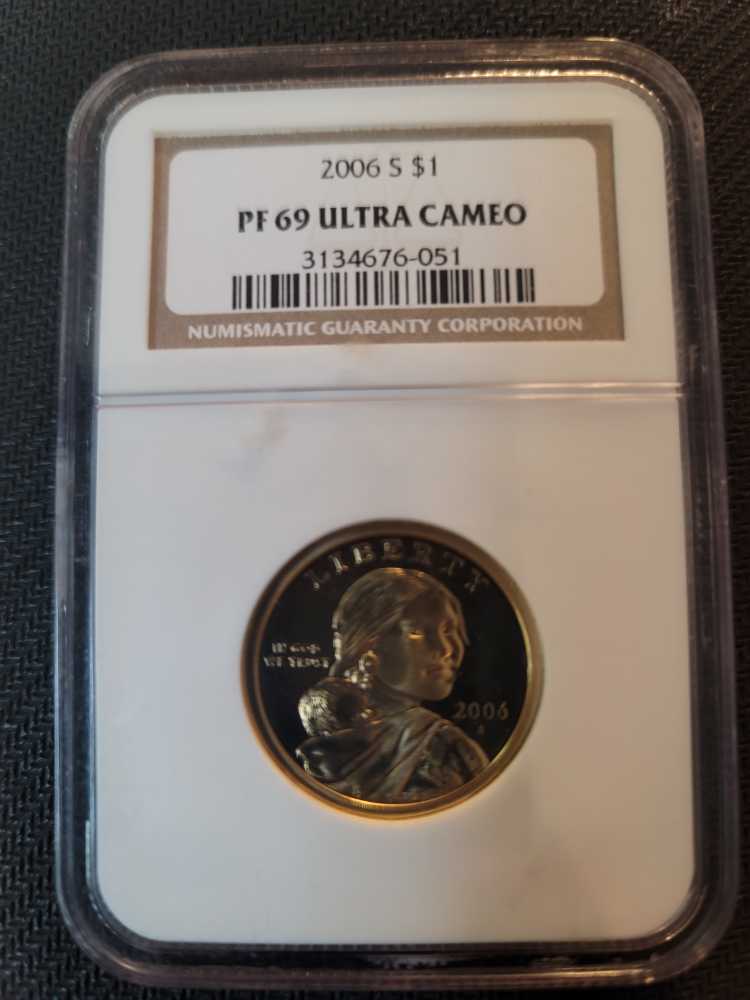 2006 S $1
PF 69 ULTRA CAMEO
3134676-051
NUMISMATIC GUARANTY CORPORATION
LIBERTY
IN GOD
WE TRUST
2006
S